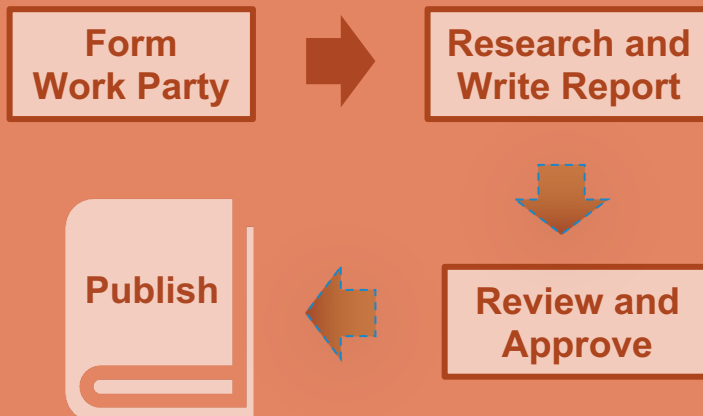 Form
Work Party
Research and
Write Report
Review and
Approve
Publish